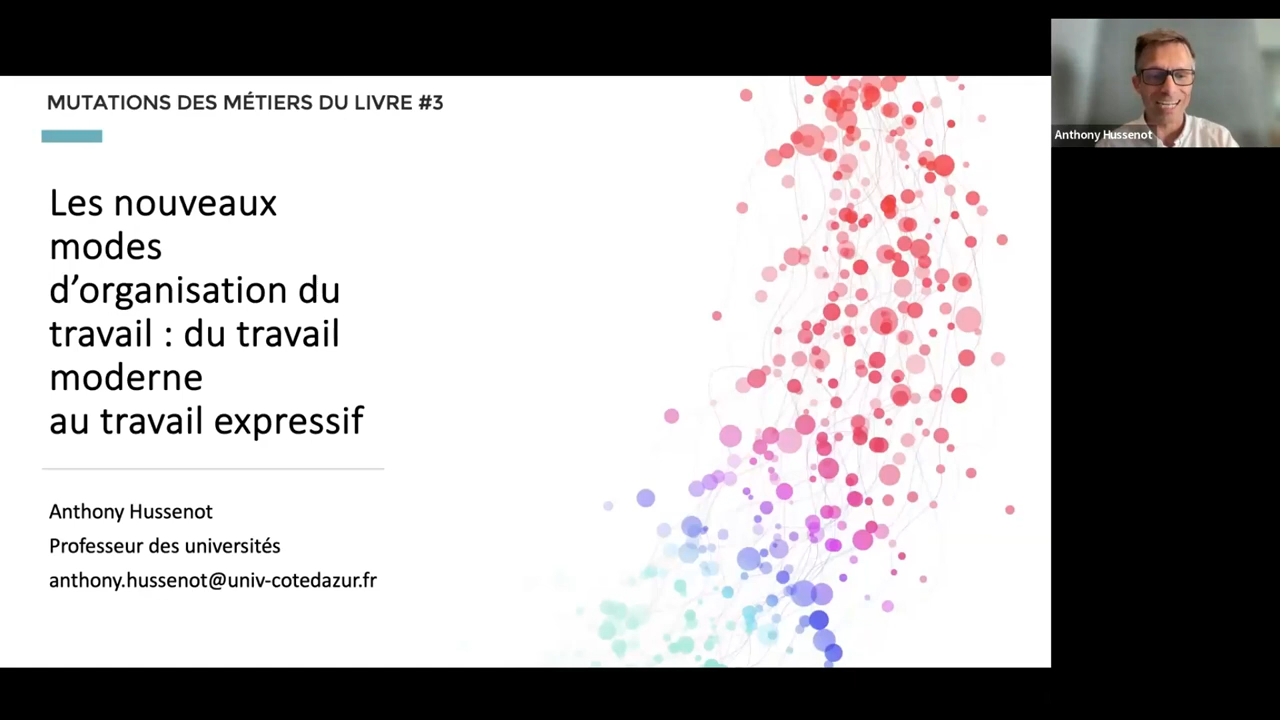 MUTATIONS DES MÉTIERS DU LIVRE #3
Les nouveaux
modes
d’organisation du
travail : du travail
moderne
au travail expressif
Anthony Hussenot
Professeur des universités
anthony.hussenot@univ-cotedazur.fr
Anthony Hussenot